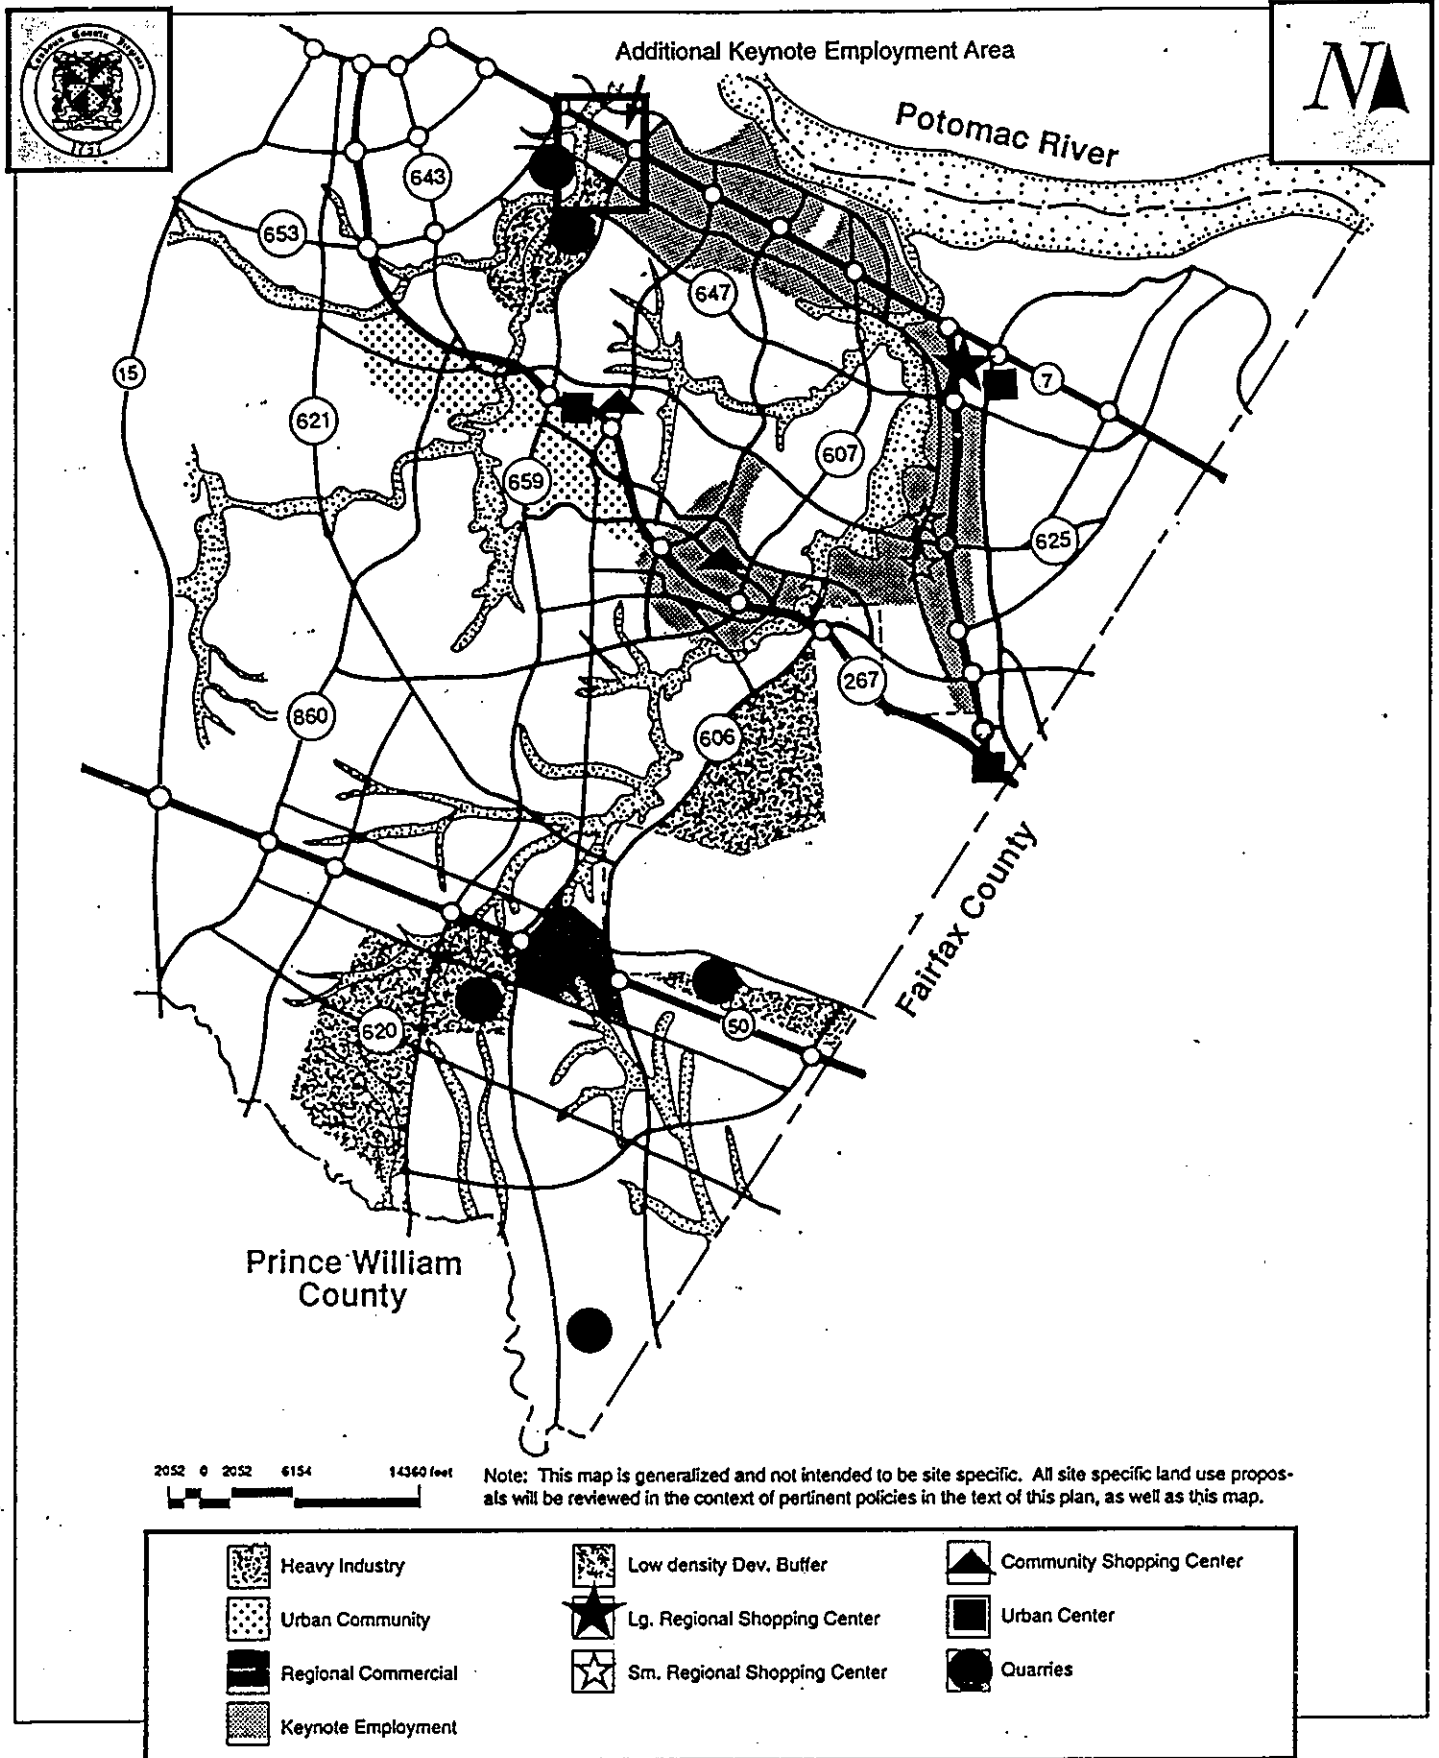 Loudoun County Virginia
1757
N
Additional Keynote Employment Area
Potomac River
643
653
647
15
7
621
607
659
625
267
860
606
Fairfax County
50
620
Prince William
County
2052 0 2052 6154 14360 feet
Note: This map is generalized and not intended to be site specific. All site specific land use propos-
als will be reviewed in the context of pertinent policies in the text of this plan, as well as this map.
Heavy Industry
Low density Dev. Buffer
Community Shopping Center
Urban Community
Lg. Regional Shopping Center
Urban Center
Regional Commercial
Sm. Regional Shopping Center
Quarries
Keynote Employment